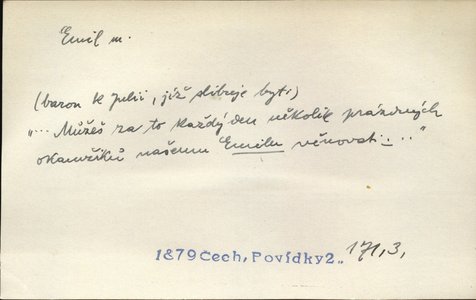 Emil m.
(baron k Julii, jíž slibuje byt:)
"... Můžeš za to každý den několik prázdných
okamžiků našemu Emilu věnovati..."
1879 Čech, Povídky 2., 171,3,